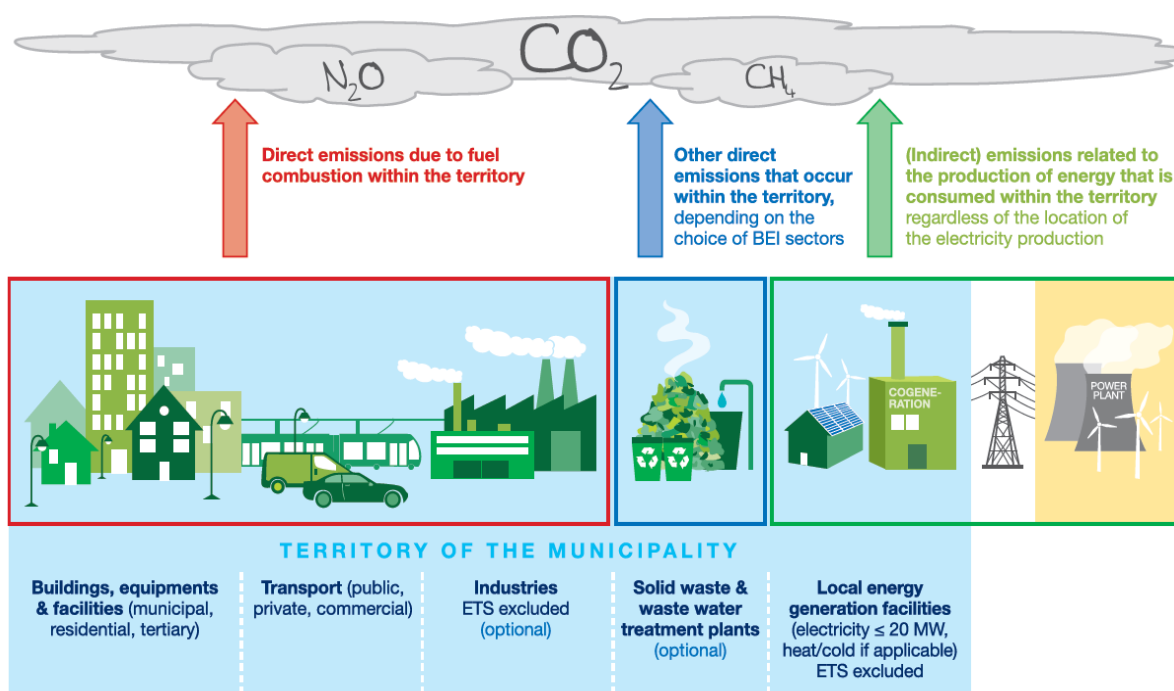 CO₂
N₂O
CH₄
Direct emissions due to fuel
combustion within the territory
Other direct
emissions that occur
within the territory,
depending on the
choice of BEI sectors
(Indirect) emissions related to
the production of energy that is
consumed within the territory
regardless of the location of
the electricity production
COGENE-
RATION
POWER
PLANT
TERRITORY OF THE MUNICIPALITY
Buildings, equipments
& facilities (municipal,
residential, tertiary)
Transport (public,
private, commercial)
Industries
ETS excluded
(optional)
Solid waste &
waste water
treatment plants
(optional)
Local energy
generation facilities
(electricity ≤ 20 MW,
heat/cold if applicable)
ETS excluded